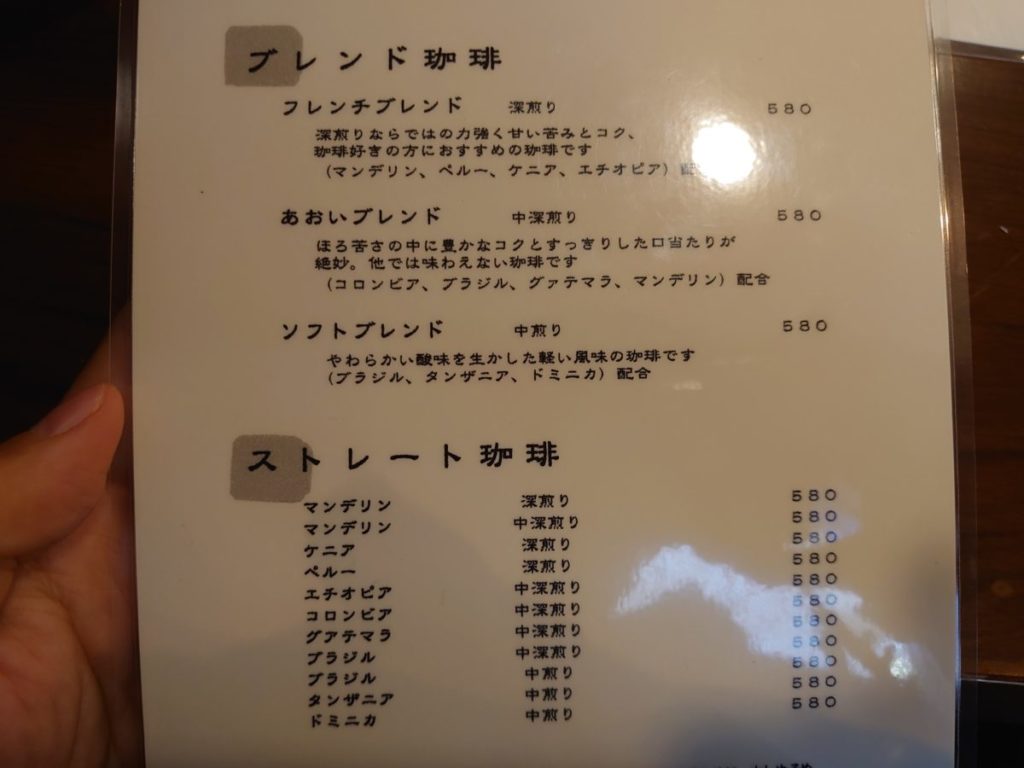 ブレンド珈琲
フレンチブレンド 深煎り 580
深煎りならではの力強く甘い苦みとコク、
珈琲好きの方におすすめの珈琲です
(マンデリン、ペルー、ケニア、エチオピア) 配
あおいブレンド 中深煎り 580
ほろ苦さの中に豊かなコクとすっきりした口当たりが
絶妙。他では味わえない珈琲です
(コロンビア、ブラジル、グァテマラ、マンデリン) 配合
ソフトブレンド 中煎り 580
やわらかい酸味を生かした軽い風味の珈琲です
(ブラジル、タンザニア、ドミニカ) 配合
ストレート珈琲
マンデリン 深煎り 580
マンデリン 中深煎り 580
ケニア 深煎り 580
ペルー 深煎り 580
エチオピア 中深煎り 580
コロンビア 中深煎り 580
グアテマラ 中深煎り 580
ブラジル 中深煎り 580
ブラジル 中煎り 580
タンザニア 中煎り 580
ドミニカ 中煎り 580